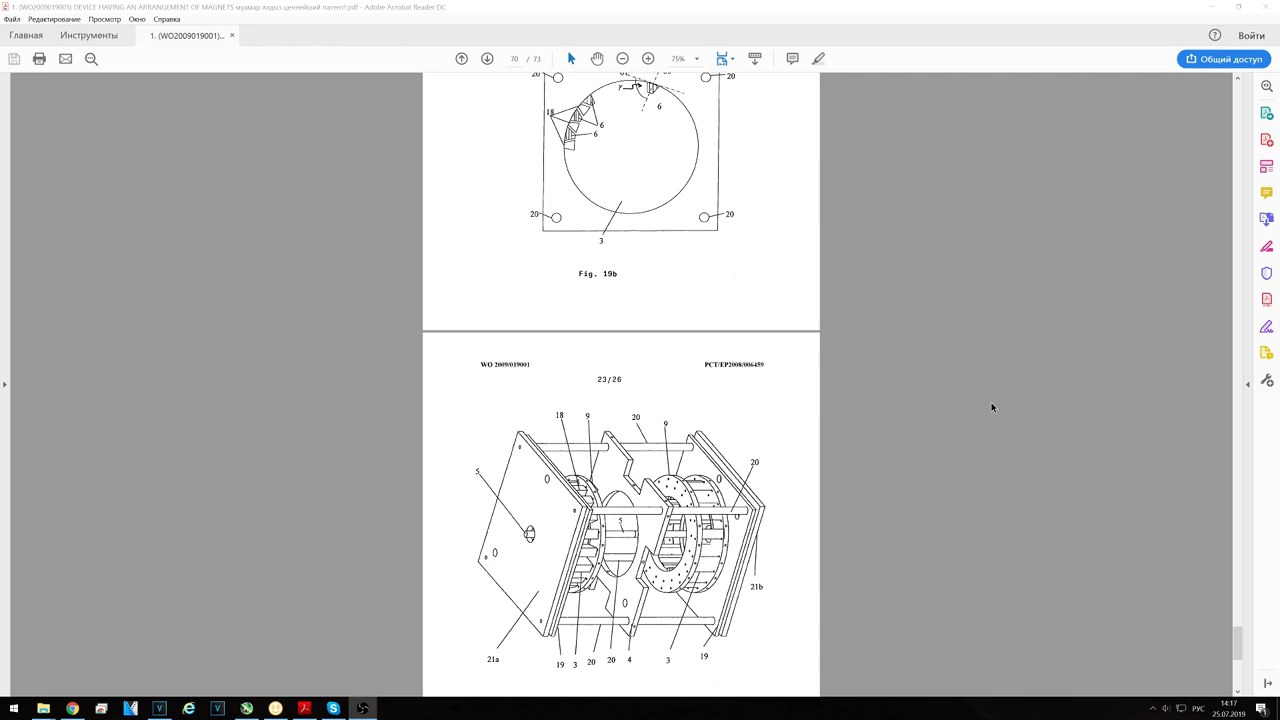 1. (WO2009019001) DEVICE HAVING AN ARRANGEMENT OF MAGNETS муамар ялдыз ценнейший патент!.pdf - Adobe Acrobat Reader DC
Файл Редактирование Просмотр Окно Справка
Главная Инструменты 1. (WO2009019001)... × Войти
70 / 73 75% Общий доступ
20 20
y
6
18
6
6
20 20
3
Fig. 19b
WO 2009/019001 PCT/EP2008/006459
23/26
18 9 20 9
5 20
5
21b
21a 19 3 20 20 4 3 19
РУС 14:17
25.07.2019